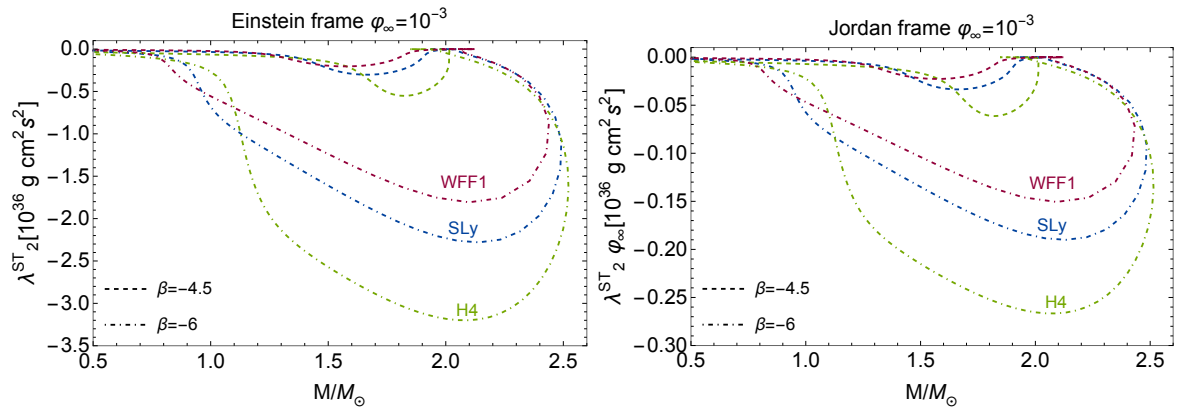 Einstein frame φ∞=10⁻³
0.0
-0.5
-1.0
-1.5
-2.0
-2.5
-3.0
-3.5
λ^ST_2[10³⁶ g cm² s²]
WFF1
SLy
H4
β=-4.5
β=-6
0.5 1.0 1.5 2.0 2.5
M/M⊙
Jordan frame φ∞=10⁻³
0.00
-0.05
-0.10
-0.15
-0.20
-0.25
-0.30
λ^ST_2 φ∞[10³⁶ g cm² s²]
WFF1
SLy
H4
β=-4.5
β=-6
0.5 1.0 1.5 2.0 2.5
M/M⊙